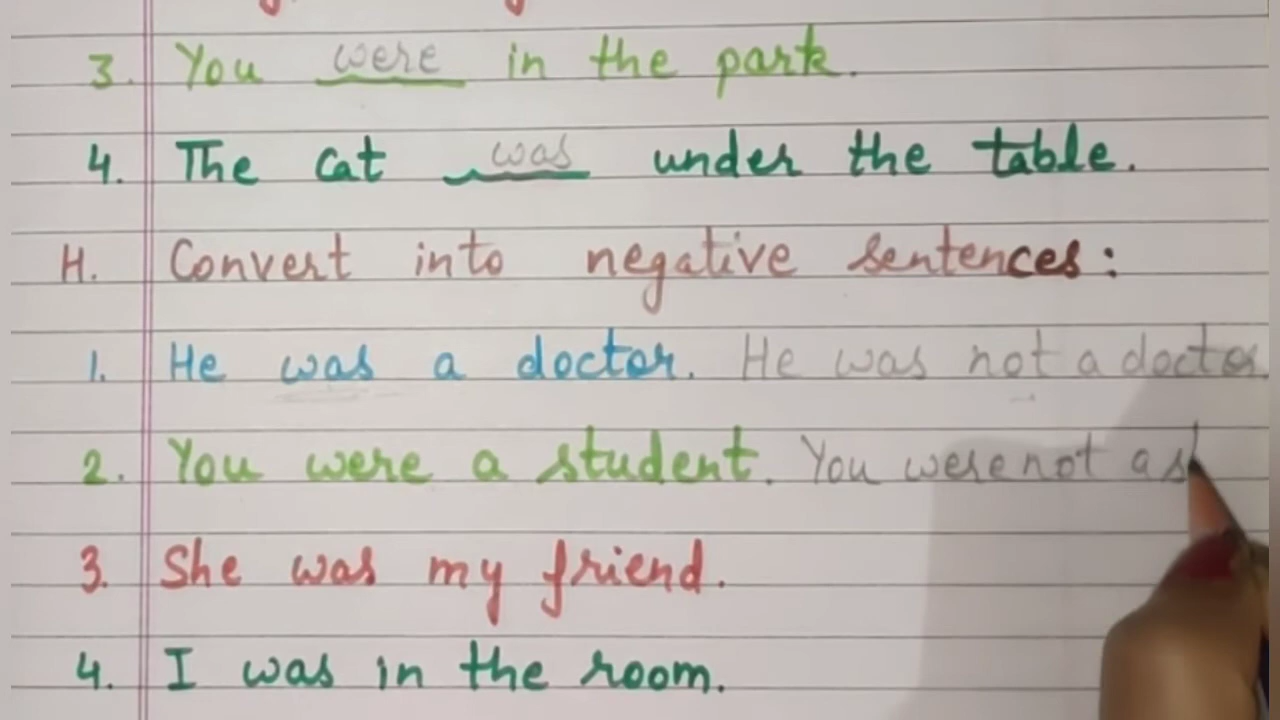 3. You were in the park.
4. The cat was under the table.
H. Convert into negative sentences:
1. He was a doctor. He was not a doctor
2. You were a student. You were not a st
3. She was my friend.
4. I was in the room.